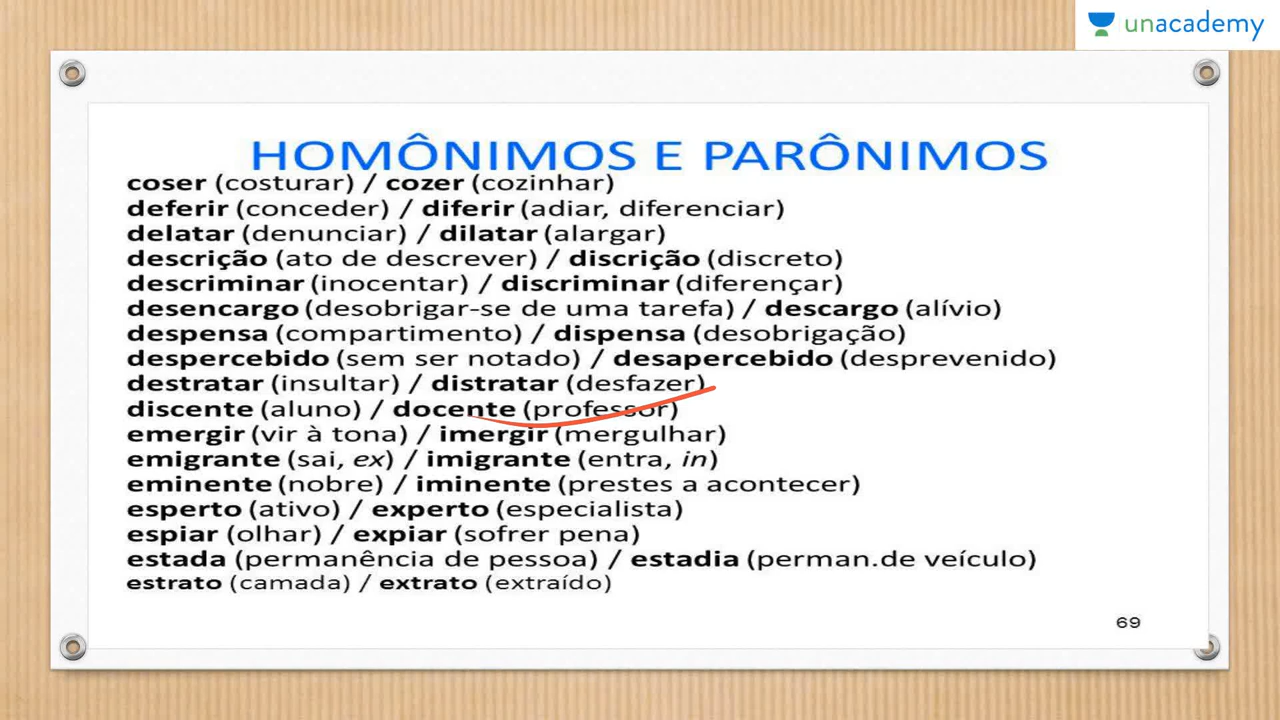 unacademy
HOMÔNIMOS E PARÔNIMOS
coser (costurar) / cozer (cozinhar)
deferir (conceder) / diferir (adiar, diferenciar)
delatar (denunciar) / dilatar (alargar)
descrição (ato de descrever) / discrição (discreto)
descriminar (inocentar) / discriminar (diferençar)
desencargo (desobrigar-se de uma tarefa) / descargo (alívio)
despensa (compartimento) / dispensa (desobrigação)
despercebido (sem ser notado) / desapercebido (desprevenido)
destratar (insultar) / distratar (desfazer)
discente (aluno) / docente (professor)
emergir (vir à tona) / imergir (mergulhar)
emigrante (sai, ex) / imigrante (entra, in)
eminente (nobre) / iminente (prestes a acontecer)
esperto (ativo) / experto (especialista)
espiar (olhar) / expiar (sofrer pena)
estada (permanência de pessoa) / estadia (perman.de veículo)
estrato (camada) / extrato (extraído)
69